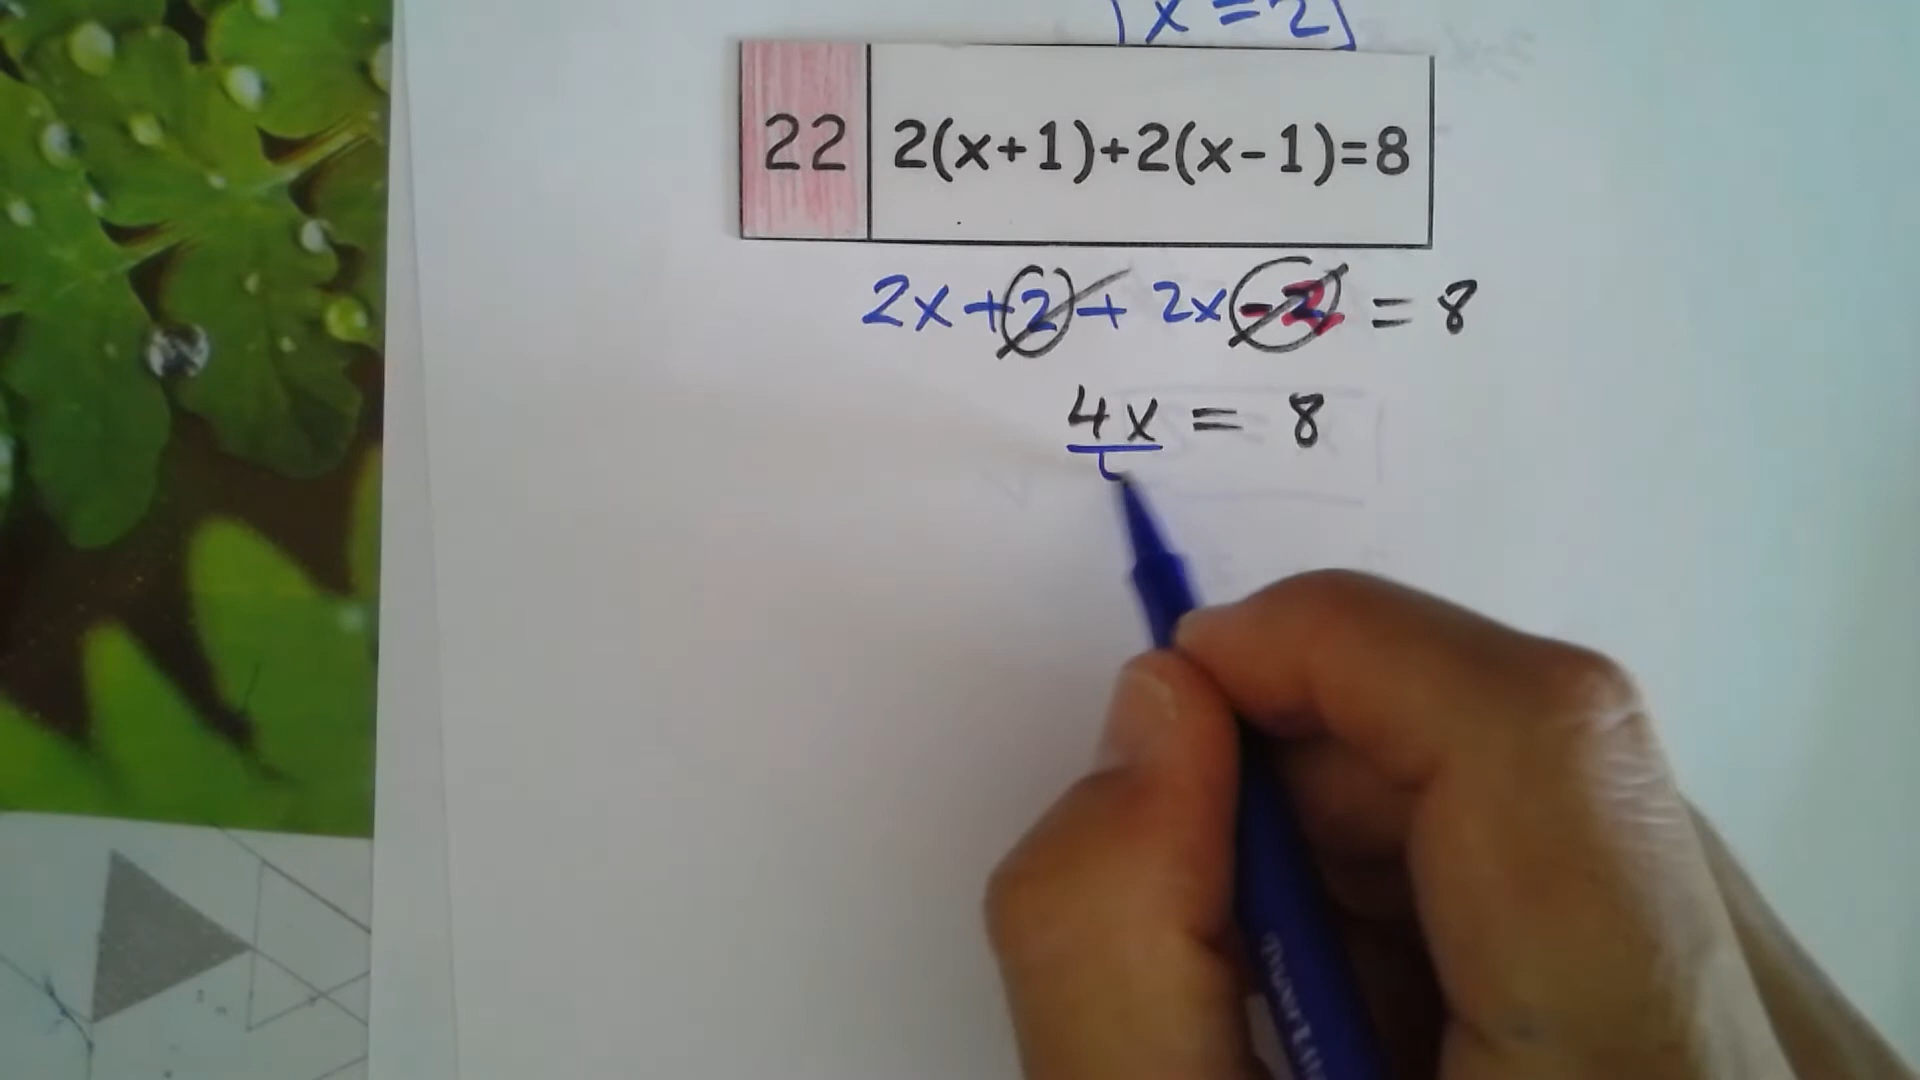 x = 2
22 2(x+1)+2(x-1)=8
2x + 2 + 2x - 2 = 8
4x = 8